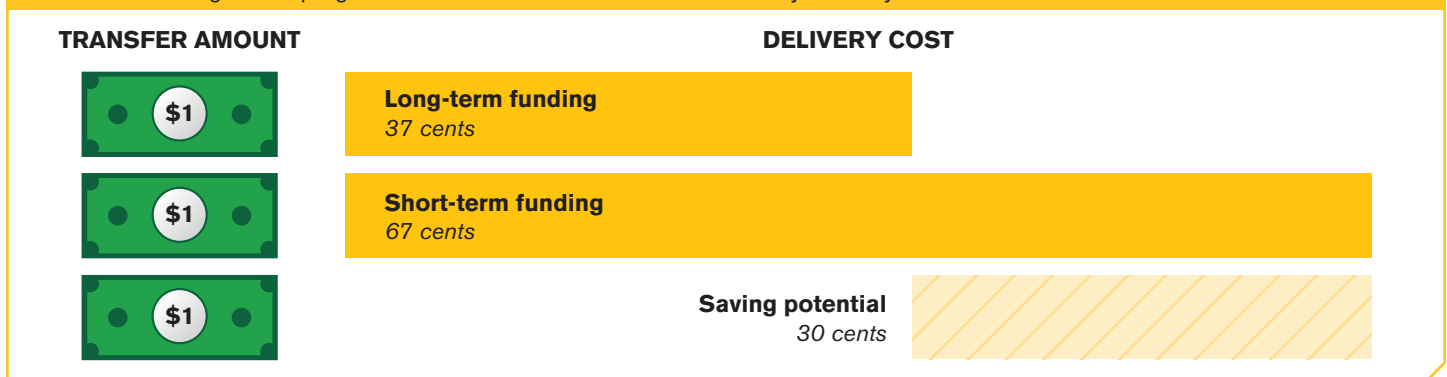 TRANSFER AMOUNT DELIVERY COST
$1
Long-term funding
37 cents
$1
Short-term funding
67 cents
$1
Saving potential
30 cents